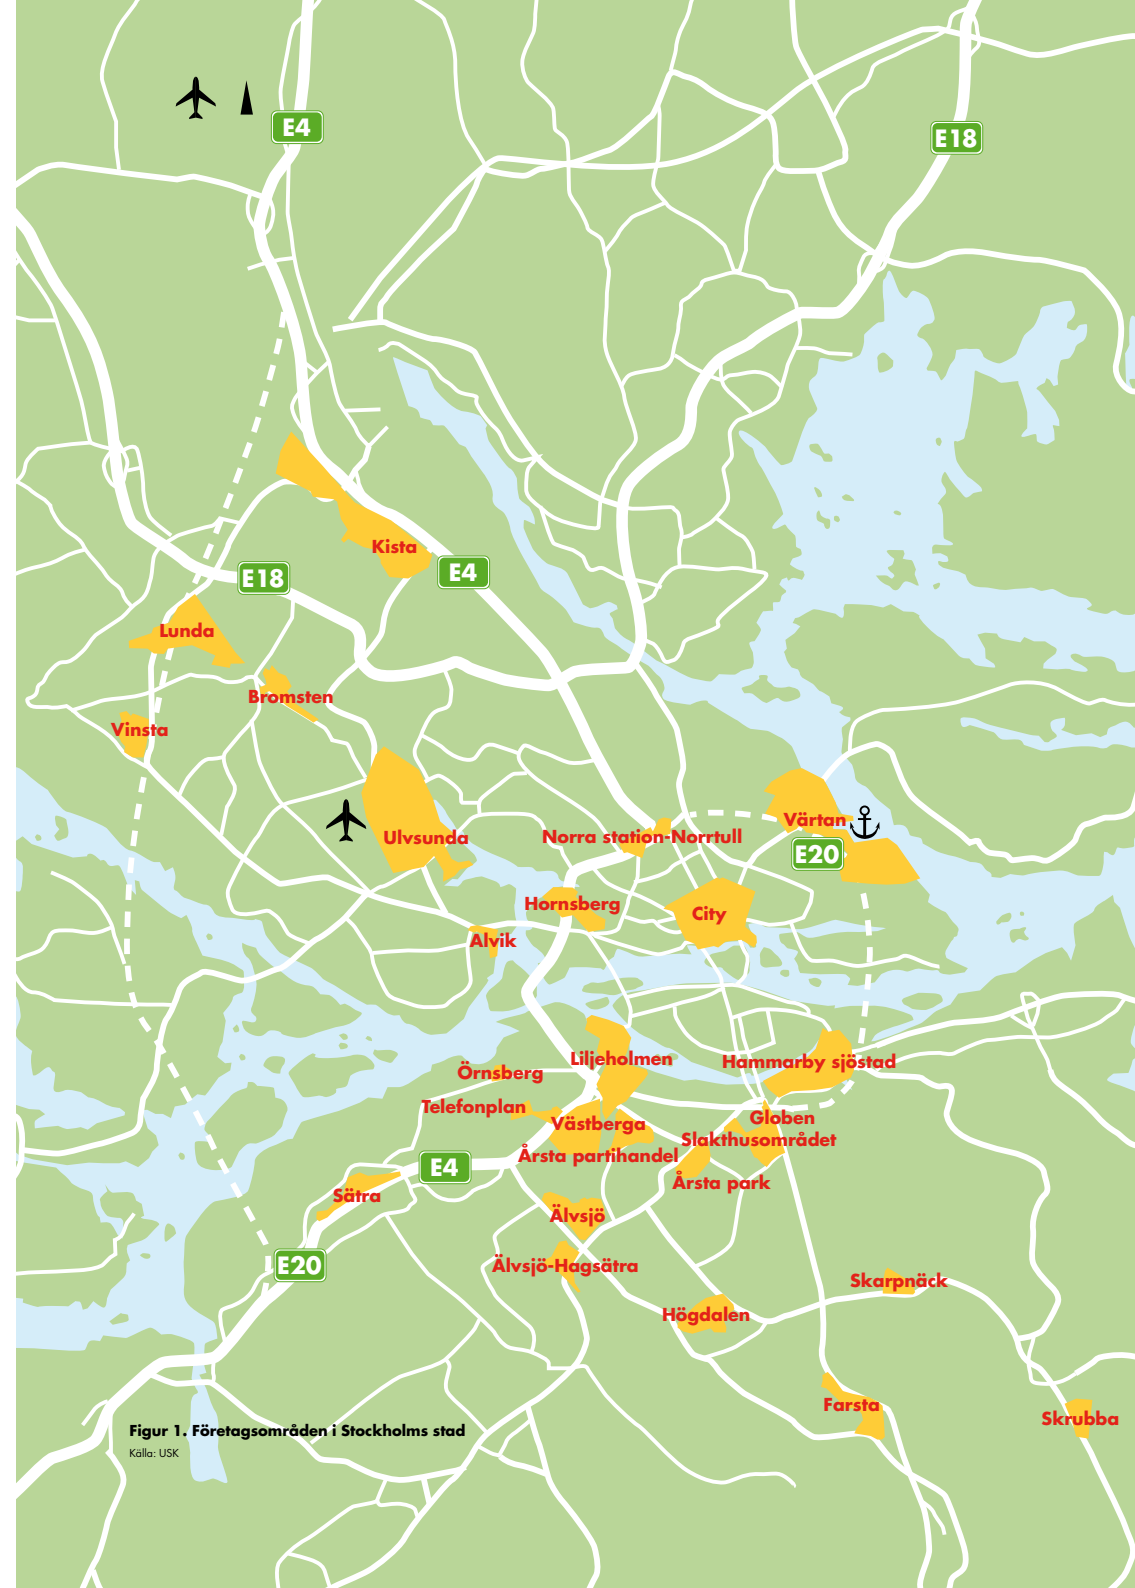 E4
E18
Kista
E4
E18
Lunda
Bromsten
Vinsta
Värtan
Norra station-Norrtull
Ulvsunda
E20
Hornsberg
City
Alvik
Liljeholmen
Hammarby sjöstad
Örnsberg
Telefonplan
Globen
Västberga
Slakthusområdet
Årsta partihandel
E4
Årsta park
Sätra
Älvsjö
E20
Älvsjö-Hagsätra
Skarpnäck
Högdalen
Farsta
Skrubba
Figur 1. Företagsområden i Stockholms stad
Källa: USK